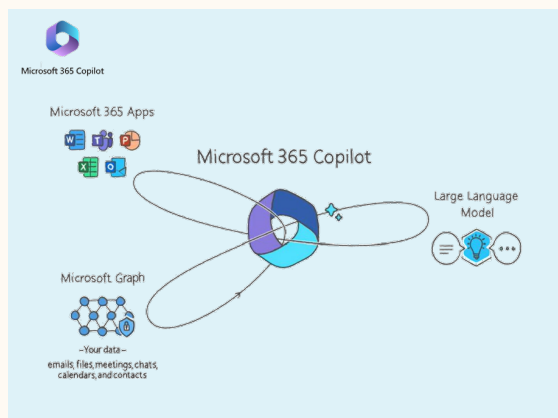 Microsoft 365 Copilot
Microsoft 365 Apps
W
T
P
X
O
Microsoft 365 Copilot
Large Language
Model
Microsoft Graph
–Your data–
emails, files, meetings, chats,
calendars, and contacts